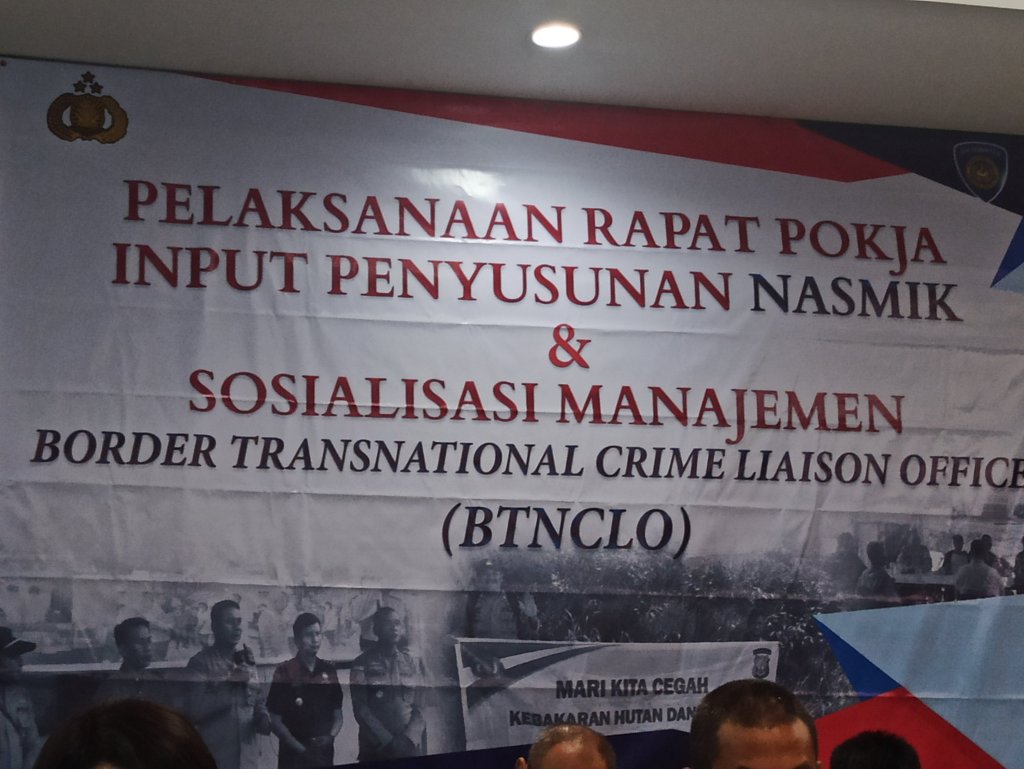 PELAKSANAAN RAPAT POKJA
INPUT PENYUSUNAN NASMIK
&
SOSIALISASI MANAJEMEN
BORDER TRANSNATIONAL CRIME LIAISON OFFICE
(BTNCLO)
MARI KITA CEGAH
KEBAKARAN HUTAN DAN